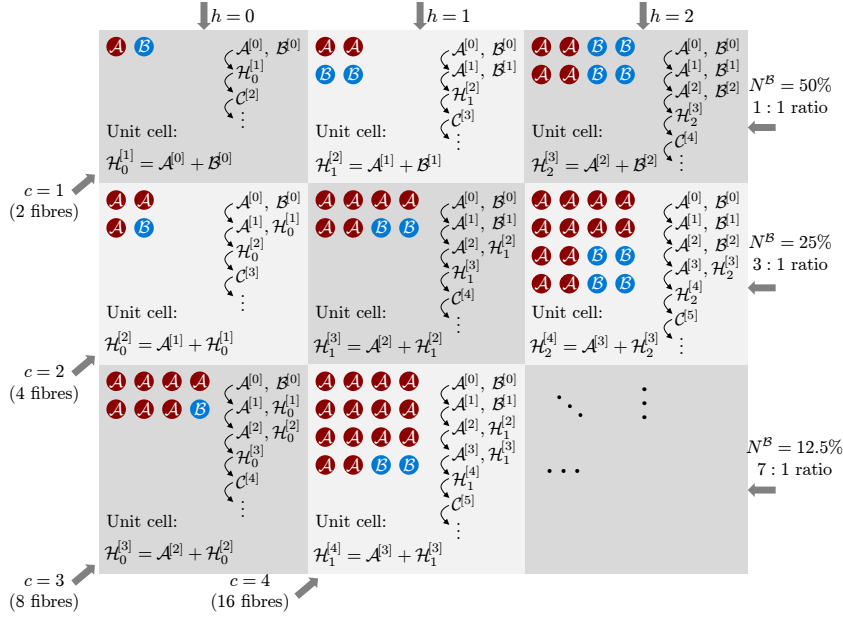 h = 0
h = 1
h = 2
A B
A^[0], B^[0]
H_0^[1]
C^[2]
⋮
Unit cell:
H_0^[1] = A^[0] + B^[0]
A A
B B
A^[0], B^[0]
A^[1], B^[1]
H_1^[2]
C^[3]
⋮
Unit cell:
H_1^[2] = A^[1] + B^[1]
A A B B
A A B B
A^[0], B^[0]
A^[1], B^[1]
A^[2], B^[2]
H_2^[3]
C^[4]
⋮
Unit cell:
H_2^[3] = A^[2] + B^[2]
N^B = 50%
1 : 1 ratio
c = 1
(2 fibres)
A A
A B
A^[0], B^[0]
A^[1], H_0^[1]
H_0^[2]
C^[3]
⋮
Unit cell:
H_0^[2] = A^[1] + H_0^[1]
A A A A
A A B B
A^[0], B^[0]
A^[1], B^[1]
A^[2], H_1^[2]
H_1^[3]
C^[4]
⋮
Unit cell:
H_1^[3] = A^[2] + H_1^[2]
A A A A
A A A A
A A B B
A A B B
A^[0], B^[0]
A^[1], B^[1]
A^[2], B^[2]
A^[3], H_2^[3]
H_2^[4]
C^[5]
⋮
Unit cell:
H_2^[4] = A^[3] + H_2^[3]
N^B = 25%
3 : 1 ratio
c = 2
(4 fibres)
A A A A
A A A B
A^[0], B^[0]
A^[1], H_0^[1]
A^[2], H_0^[2]
H_0^[3]
C^[4]
⋮
Unit cell:
H_0^[3] = A^[2] + H_0^[2]
A A A A
A A A A
A A A A
A A B B
A^[0], B^[0]
A^[1], B^[1]
A^[2], H_1^[2]
A^[3], H_1^[3]
H_1^[4]
C^[5]
⋮
Unit cell:
H_1^[4] = A^[3] + H_1^[3]
⋱ ⋮
⋯
N^B = 12.5%
7 : 1 ratio
c = 3
(8 fibres)
c = 4
(16 fibres)